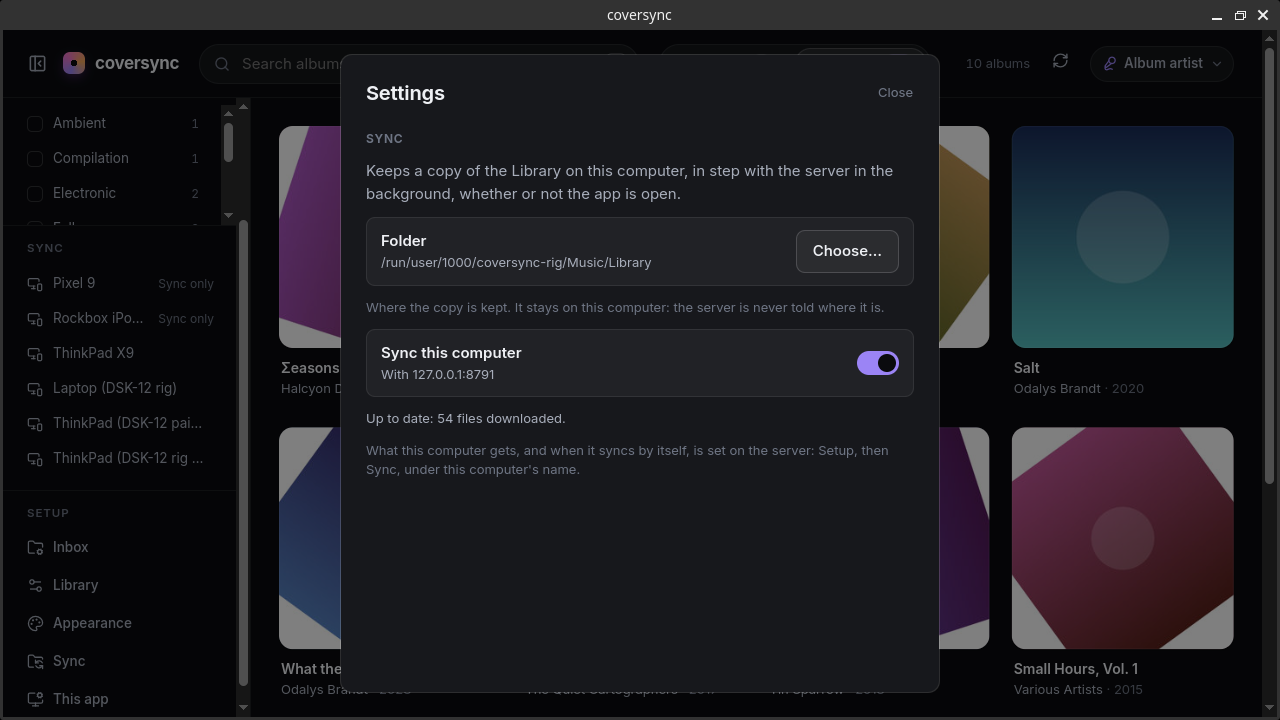 coversync
coversync
Search album
10 albums
Album artist
Ambient 1
Compilation 1
Electronic 2
SYNC
Pixel 9 Sync only
Rockbox iPo... Sync only
ThinkPad X9
Laptop (DSK-12 rig)
ThinkPad (DSK-12 pai...
ThinkPad (DSK-12 rig ...
SETUP
Inbox
Library
Appearance
Sync
This app
Settings
Close
SYNC
Keeps a copy of the Library on this computer, in step with the server in the
background, whether or not the app is open.
Folder
/run/user/1000/coversync-rig/Music/Library
Choose...
Where the copy is kept. It stays on this computer: the server is never told where it is.
Sync this computer
With 127.0.0.1:8791
Up to date: 54 files downloaded.
What this computer gets, and when it syncs by itself, is set on the server: Setup, then
Sync, under this computer's name.
Σeasons
Halcyon D
Salt
Odalys Brandt · 2020
What the
Small Hours, Vol. 1
Various Artists · 2015